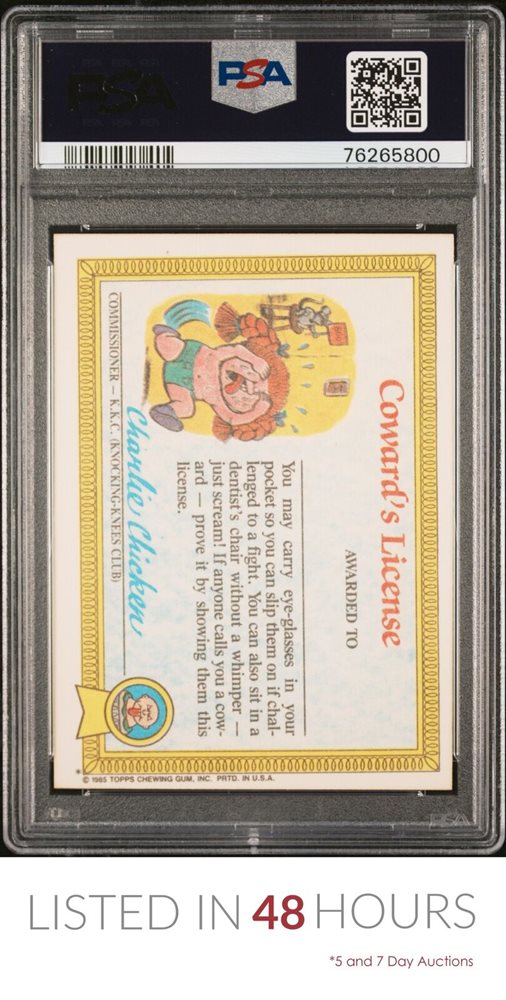 PSA
PSA
76265800
Coward's License
AWARDED TO
You may carry eye-glasses in your
pocket so you can slip them on if chal-
lenged to a fight. You can also sit in a
dentist's chair without a whimper —
just scream! If anyone calls you a cow-
ard — prove it by showing them this
license.
Charlie Chicken
COMMISSIONER — K.K.C. (KNOCKING-KNEES CLUB)
* © 1985 TOPPS CHEWING GUM, INC. PRTD. IN U.S.A.
PSA
LISTED IN 48 HOURS
*5 and 7 Day Auctions